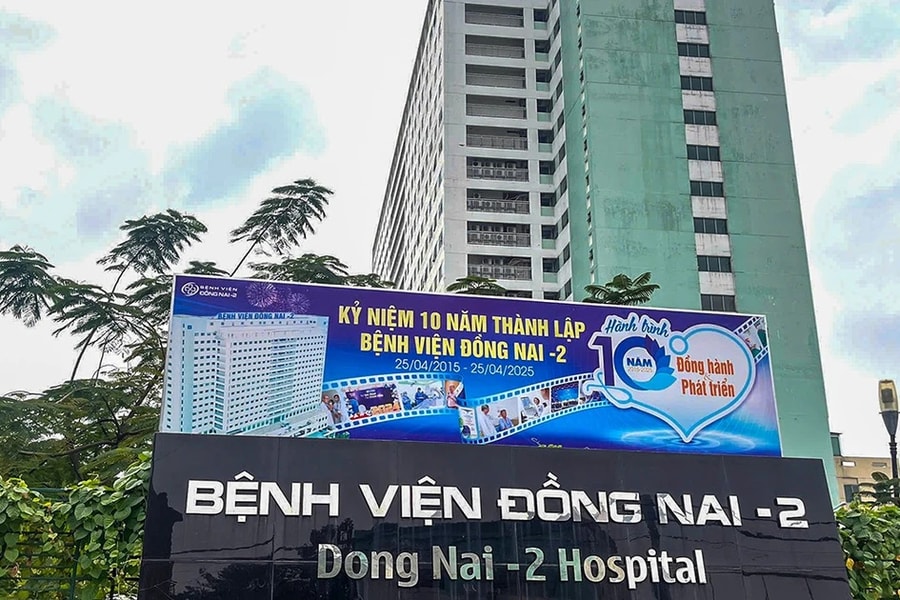 BỆNH VIỆN
ĐỒNG NAI-2
BỆNH VIỆN ĐỒNG NAI -2
KỶ NIỆM 10 NĂM THÀNH LẬP
BỆNH VIỆN ĐỒNG NAI -2
25/04/2015 - 25/04/2025
Hành trình
10
NĂM
Đồng hành
Phát triển
BỆNH VIỆN ĐỒNG NAI -2
Dong Nai -2 Hospital